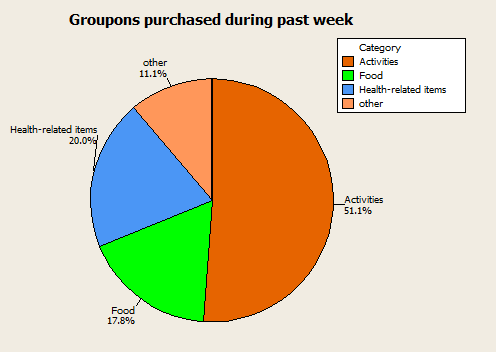 Groupons purchased during past week
Category
Activities
Food
Health-related items
other
other
11.1%
Health-related items
20.0%
Activities
51.1%
Food
17.8%